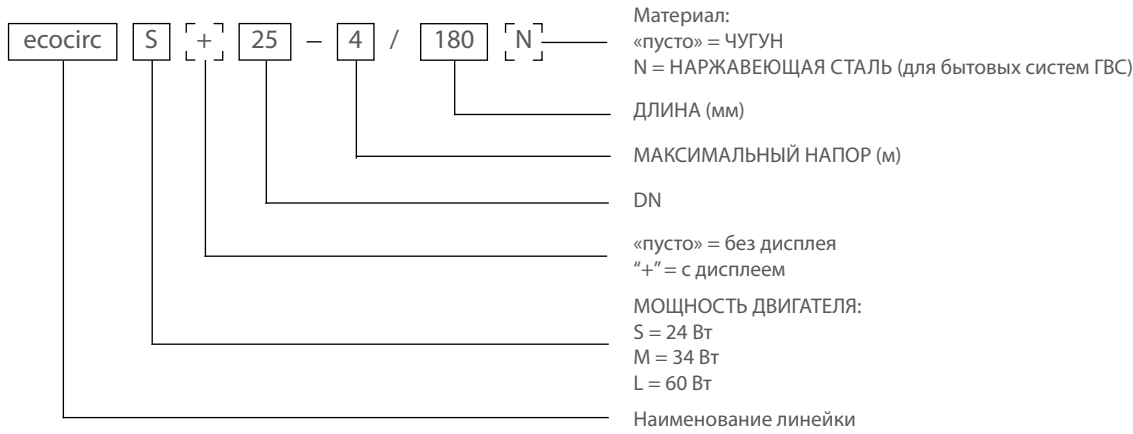 ecocirc S + 25 – 4 / 180 N
Материал:
«пусто» = ЧУГУН
N = НАРЖАВЕЮЩАЯ СТАЛЬ (для бытовых систем ГВС)
ДЛИНА (мм)
МАКСИМАЛЬНЫЙ НАПОР (м)
DN
«пусто» = без дисплея
“+” = с дисплеем
МОЩНОСТЬ ДВИГАТЕЛЯ:
S = 24 Вт
M = 34 Вт
L = 60 Вт
Наименование линейки